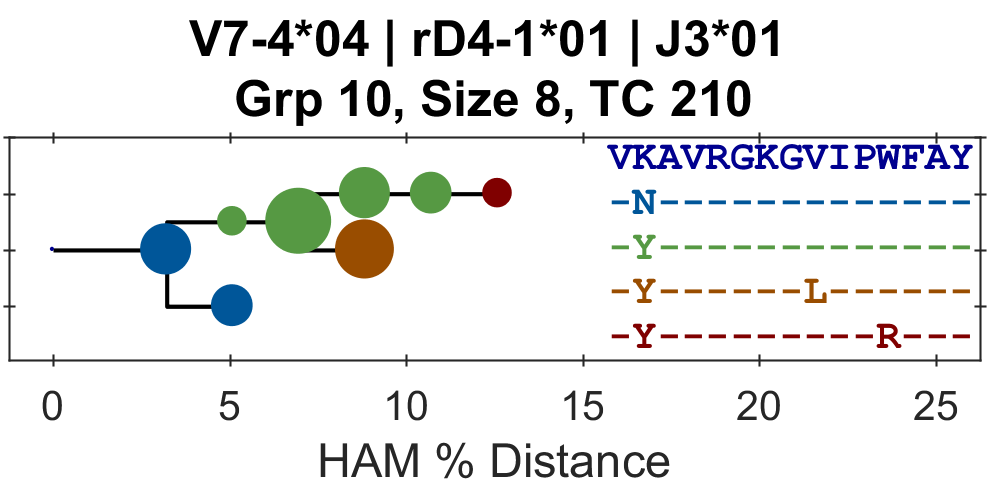 V7-4*04 | rD4-1*01 | J3*01
Grp 10, Size 8, TC 210
VKAVRGKGVIPWFAY
-N-------------
-Y-------------
-Y------L------
-Y---------R---
0 5 10 15 20 25
HAM % Distance